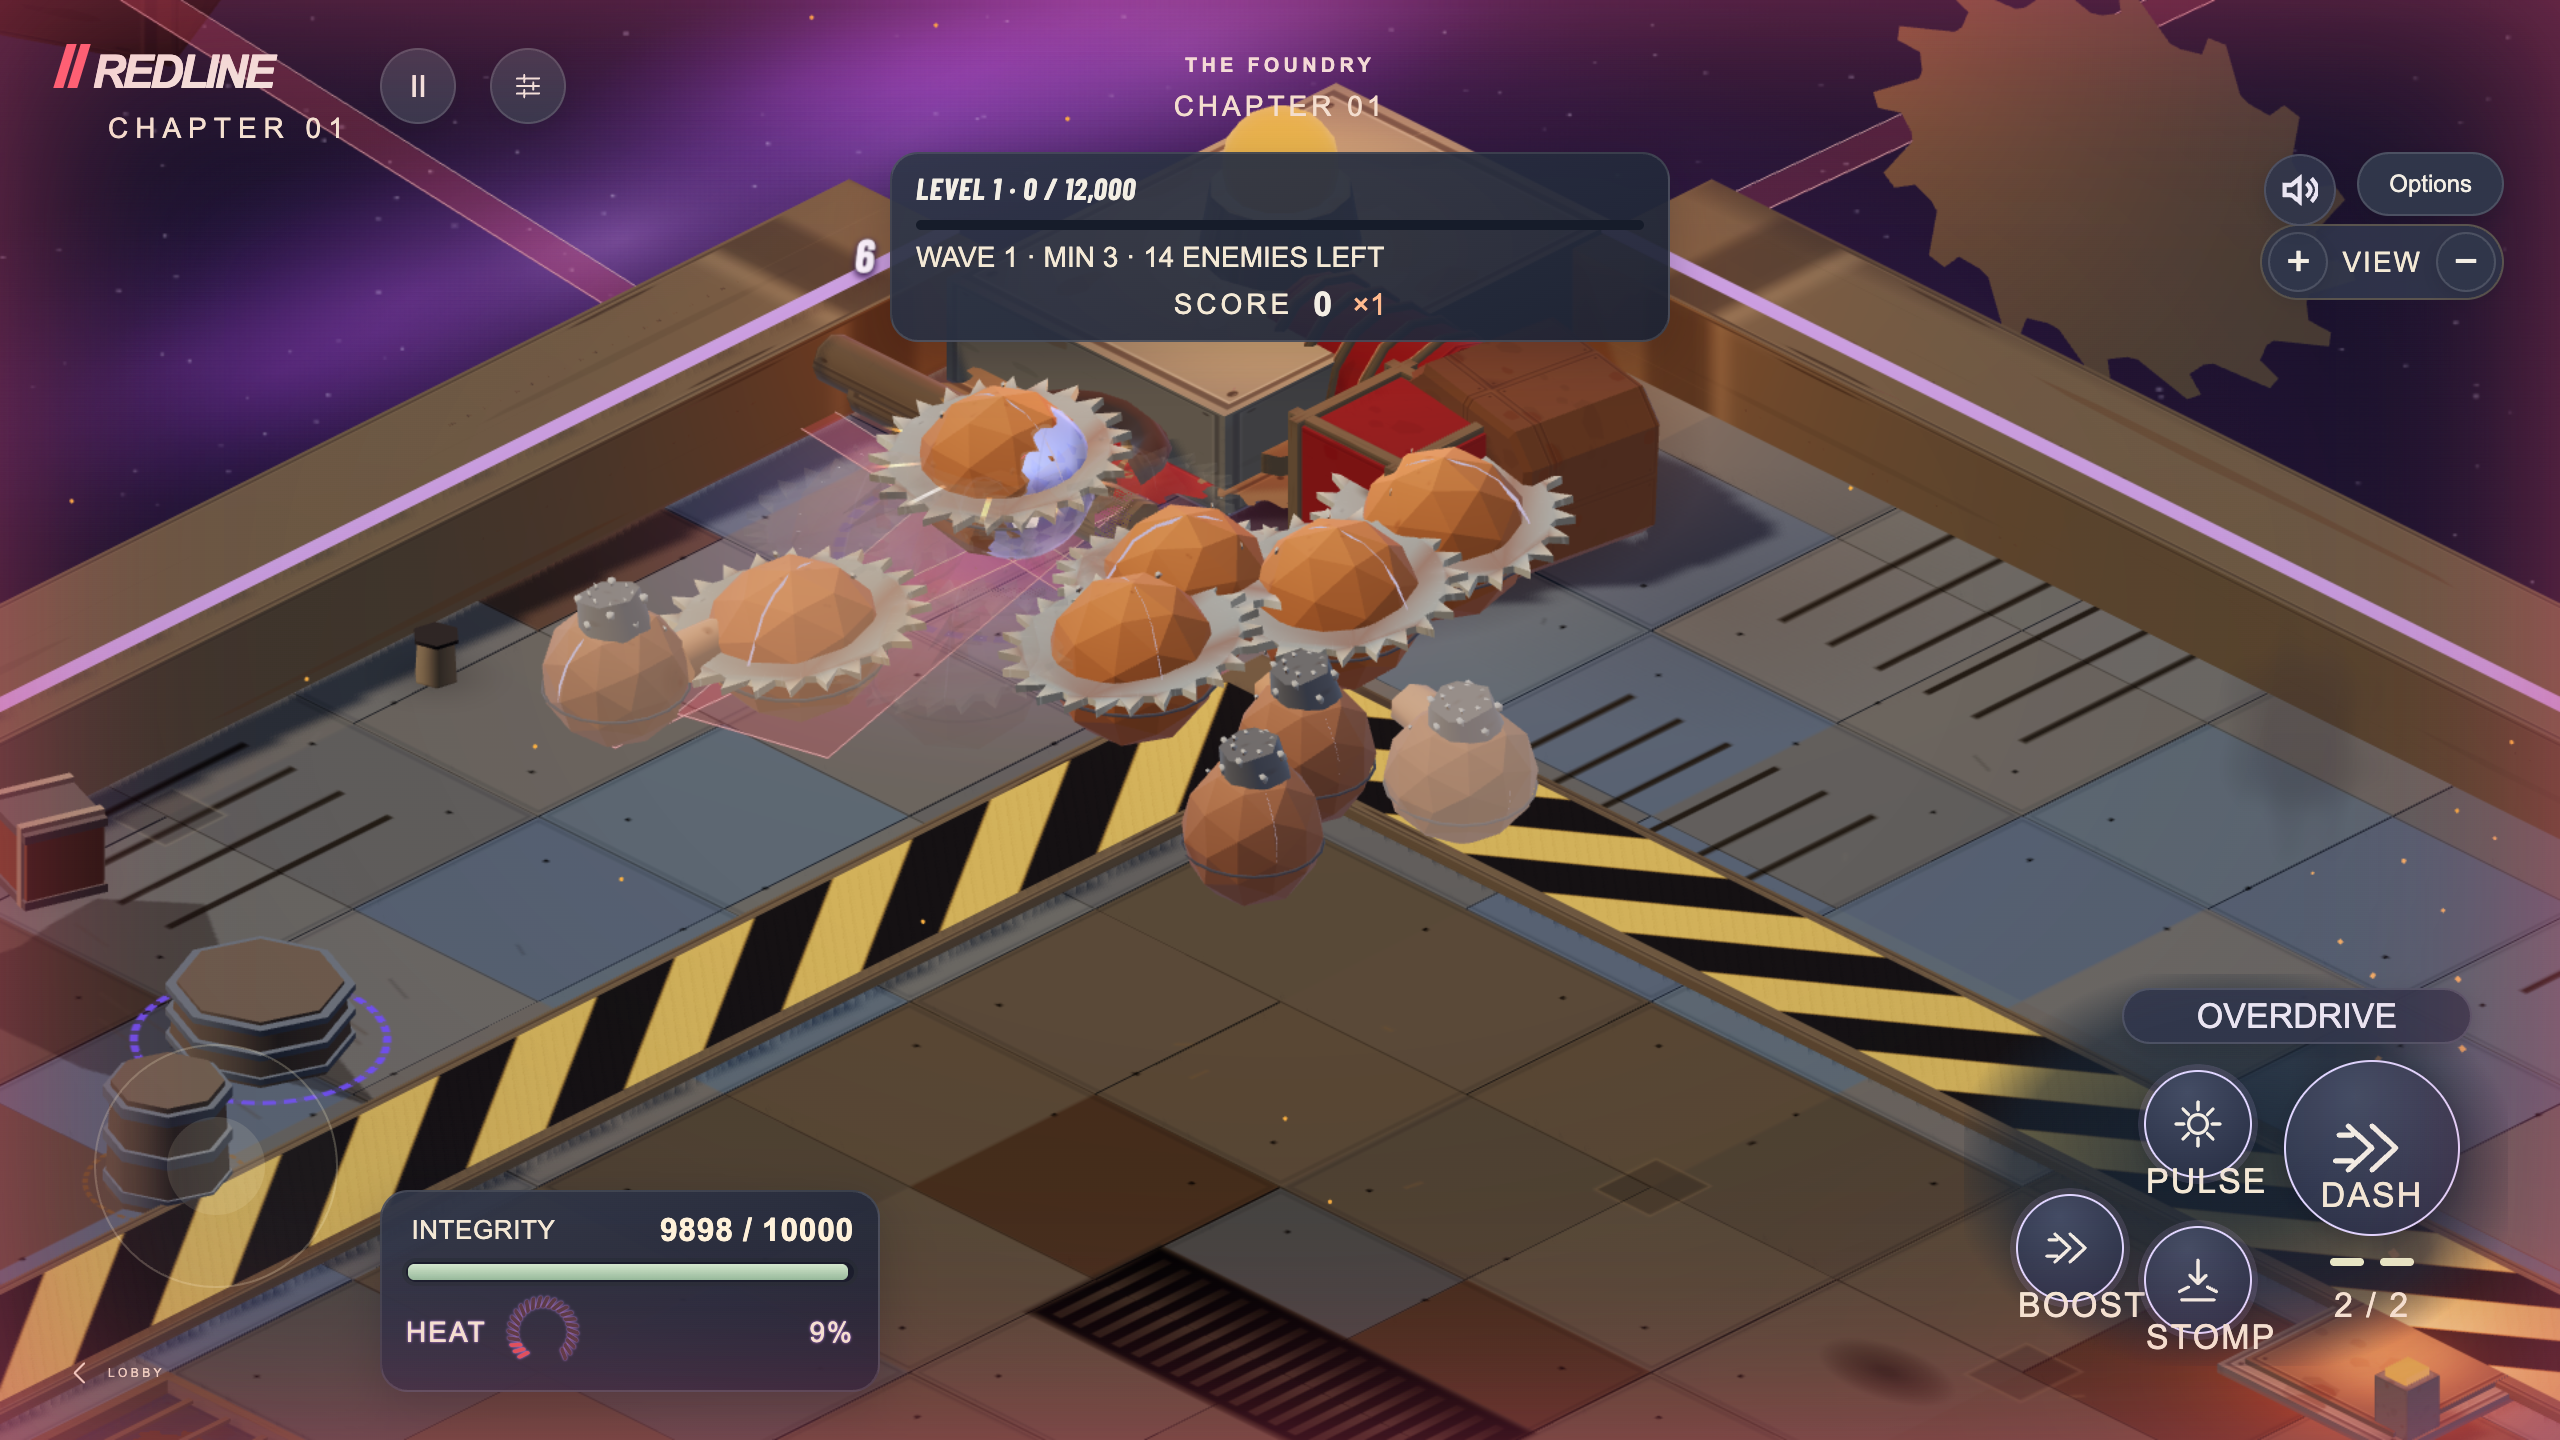 REDLINE
CHAPTER 01
THE FOUNDRY
CHAPTER 01
LEVEL 1 · 0 / 12,000
WAVE 1 · MIN 3 · 14 ENEMIES LEFT
SCORE 0 ×1
6
Options
+ VIEW −
OVERDRIVE
PULSE
DASH
BOOST
STOMP
2 / 2
INTEGRITY 9898 / 10000
HEAT 9%
LOBBY